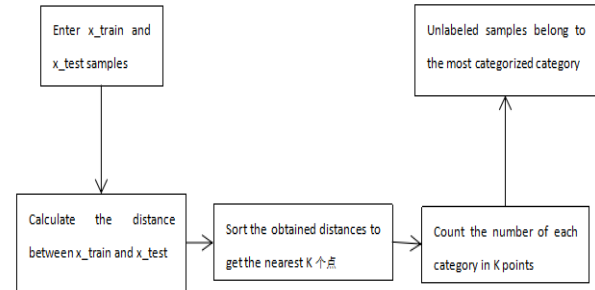 Enter x_train and
x_test samples
Unlabeled samples belong to
the most categorized category
Calculate the distance
between x_train and x_test
Sort the obtained distances to
get the nearest K 个点
Count the number of each
category in K points